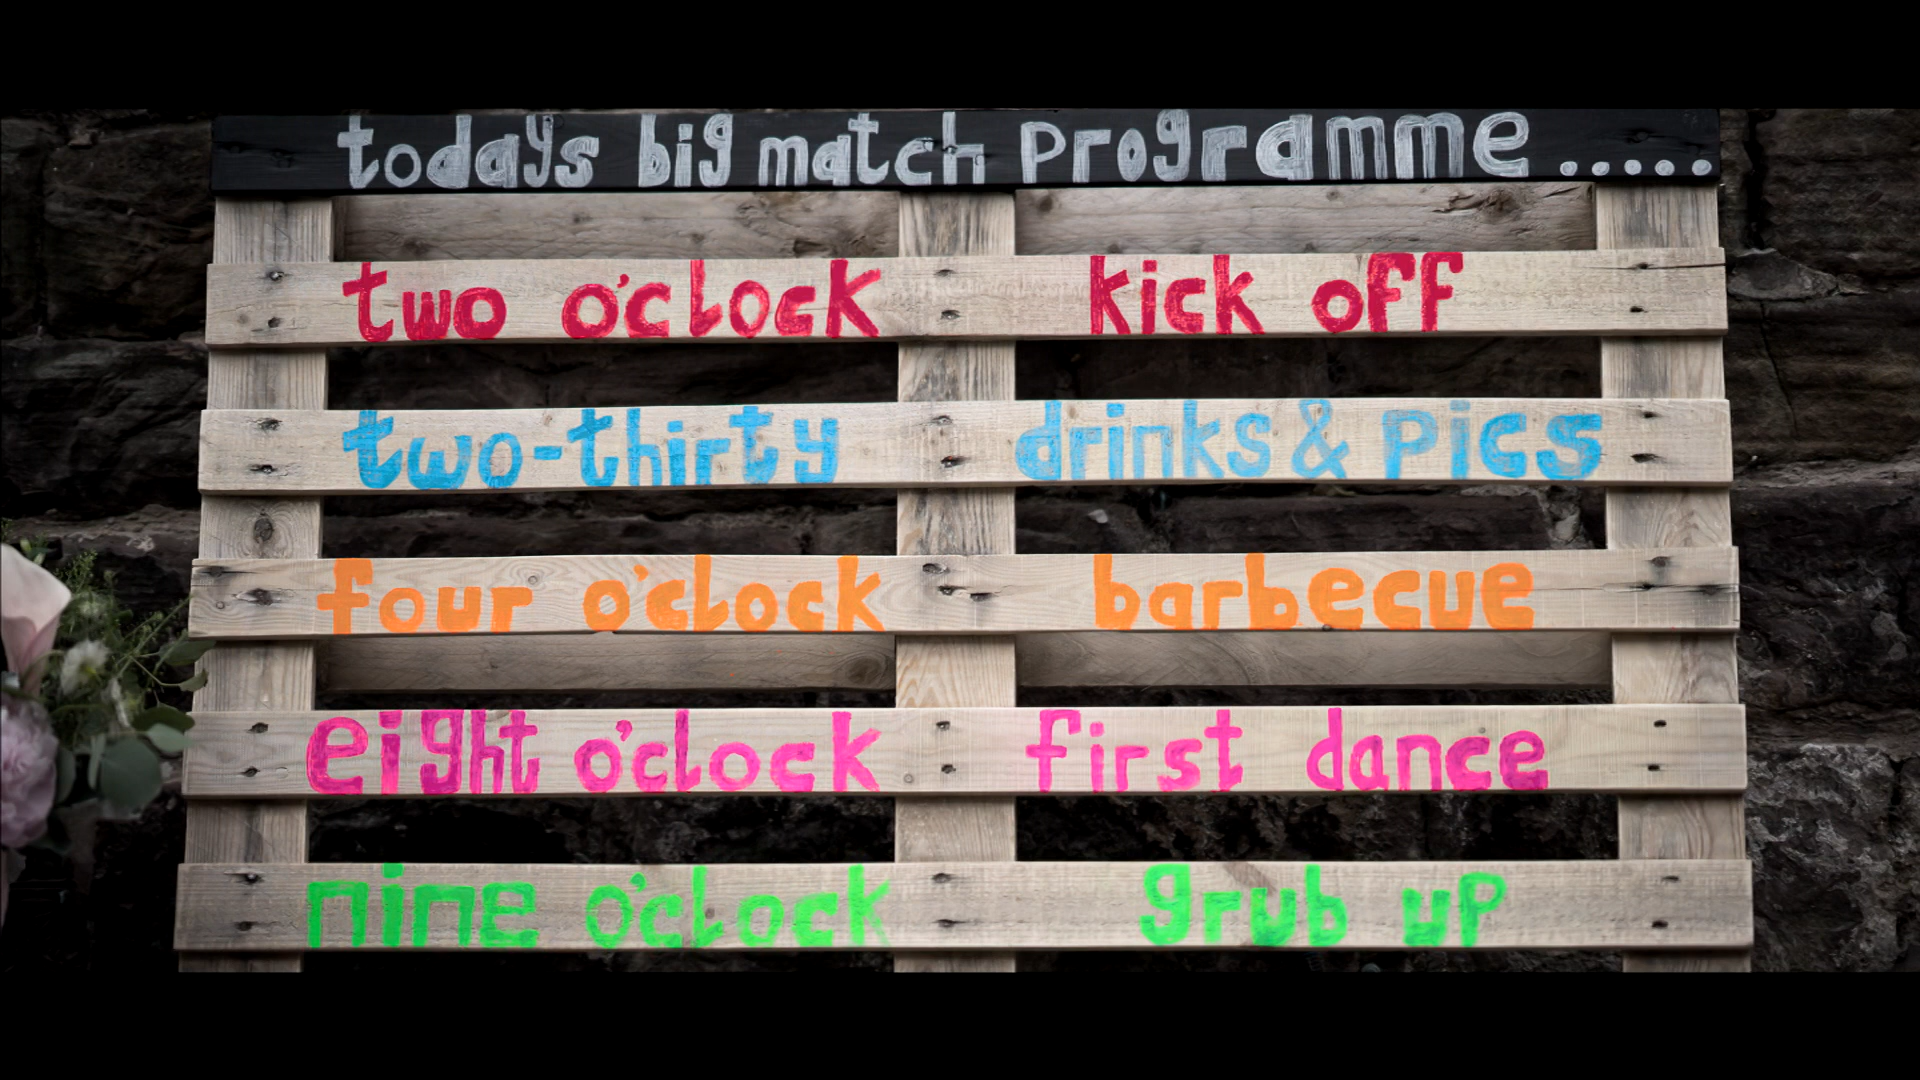 todays big match programme.....
two o'clock kick off
two-thirty drinks & pics
four o'clock barbecue
eight o'clock first dance
nine o'clock grub up